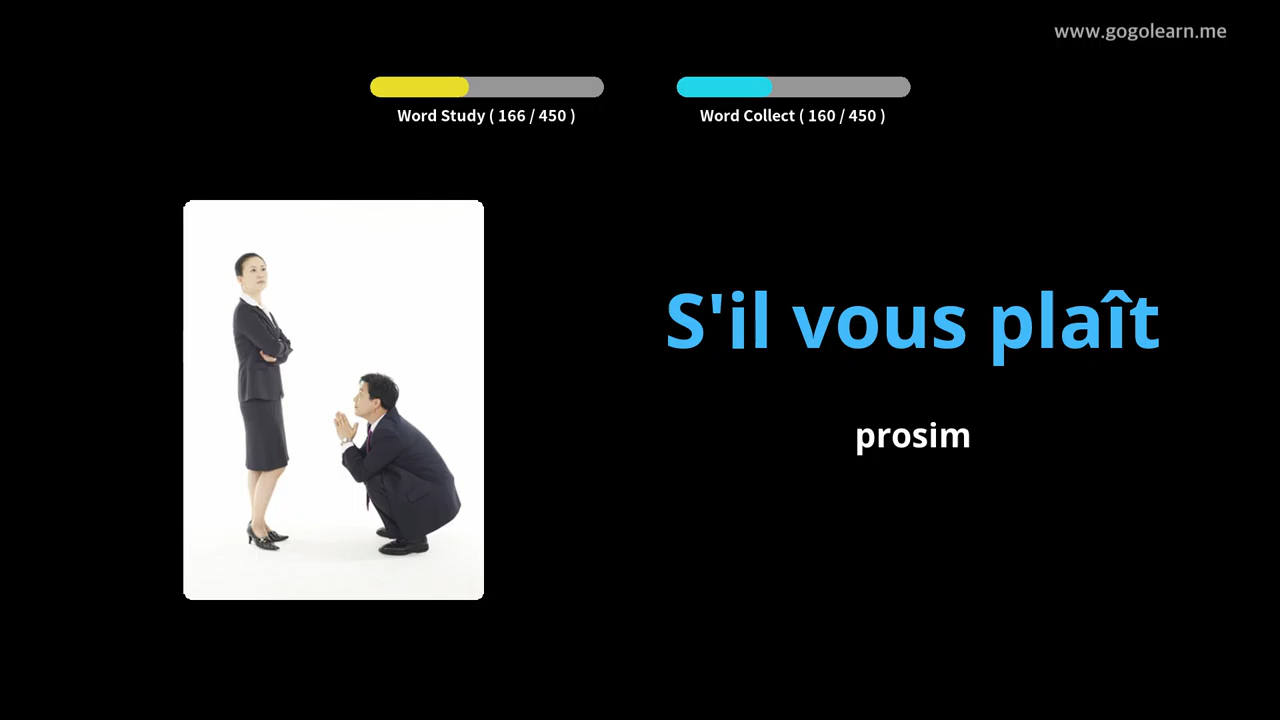 www.gogolearn.me
Word Study ( 166 / 450 )
Word Collect ( 160 / 450 )
S'il vous plaît
prosim